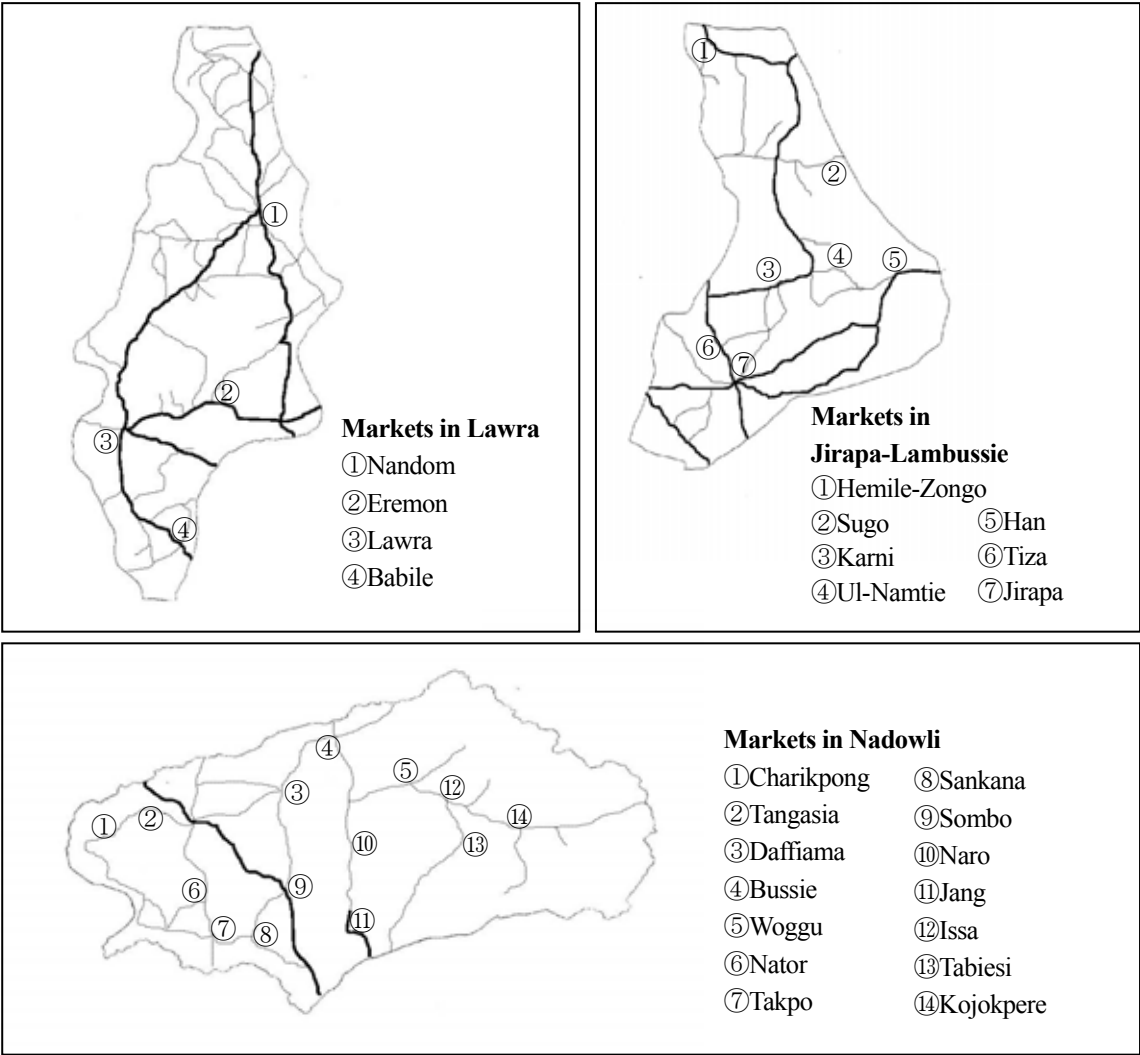 ①
②
③
④
Markets in Lawra
①Nandom
②Eremon
③Lawra
④Babile
①
②
③
④
⑤
⑥
⑦
Markets in
Jirapa-Lambussie
①Hemile-Zongo
②Sugo ⑤Han
③Karni ⑥Tiza
④Ul-Namtie ⑦Jirapa
①
②
③
④
⑤
⑥
⑦
⑧
⑨
⑩
⑪
⑫
⑬
⑭
Markets in Nadowli
①Charikpong ⑧Sankana
②Tangasia ⑨Sombo
③Daffiama ⑩Naro
④Bussie ⑪Jang
⑤Woggu ⑫Issa
⑥Nator ⑬Tabiesi
⑦Takpo ⑭Kojokpere